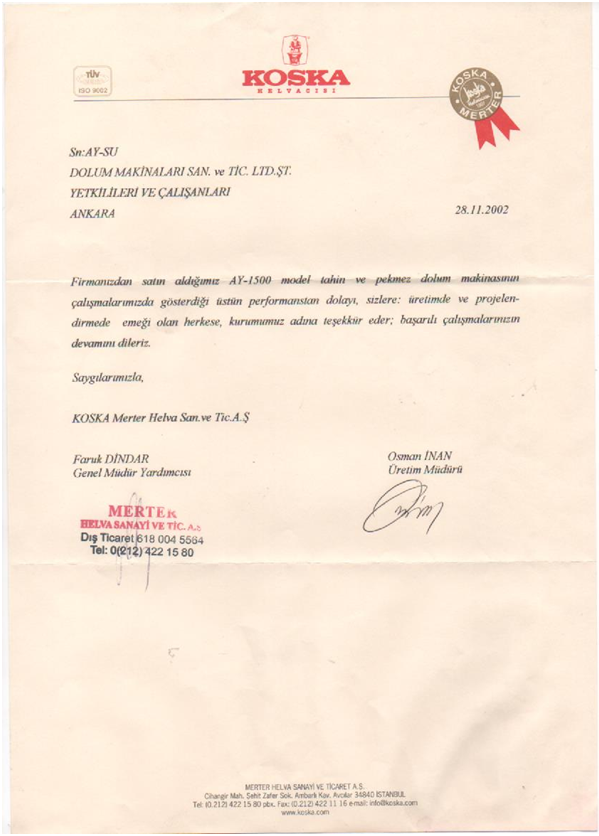 TÜV
ISO 9002
KOSKA
HELVACISI
KOSKA
MERTER
Sn:AY-SU
DOLUM MAKİNALARI SAN. ve TİC. LTD.ŞT.
YETKİLİLERİ VE ÇALIŞANLARI
ANKARA
28.11.2002
Firmanızdan satın aldığımız AY-1500 model tahin ve pekmez dolum makinasının
çalışmalarımızda gösterdiği üstün performanstan dolayı, sizlere: üretimde ve projelen-
dirmede emeği olan herkese, kurumumuz adına teşekkür eder; başarılı çalışmalarınızın
devamını dileriz.
Saygılarımızla,
KOSKA Merter Helva San.ve Tic.A.Ş
Faruk DİNDAR
Genel Müdür Yardımcısı
Osman İNAN
Üretim Müdürü
MERTER
HELVA SANAYİ VE TİC. A.Ş
Dış Ticaret 618 004 5564
Tel: 0(212) 422 15 80
MERTER HELVA SANAYİ VE TİCARET A.Ş.
Cihangir Mah. Şehit Zafer Sok. Ambarlı Kav. Avcılar 34840 İSTANBUL
Tel: (0.212) 422 15 80 pbx. Fax: (0.212) 422 11 16 e-mail: info@koska.com
www.koska.com